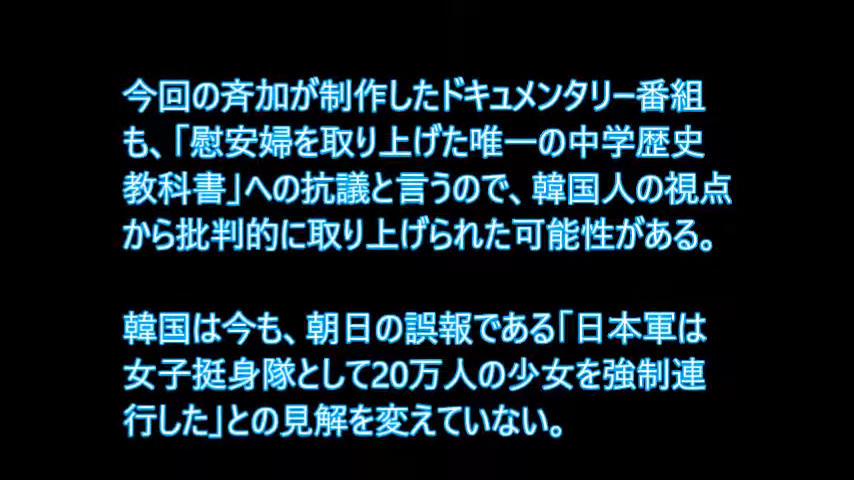 今回の斉加が制作したドキュメンタリー番組
も、「慰安婦を取り上げた唯一の中学歴史
教科書」への抗議と言うので、韓国人の視点
から批判的に取り上げられた可能性がある。
韓国は今も、朝日の誤報である「日本軍は
女子挺身隊として20万人の少女を強制連
行した」との見解を変えていない。